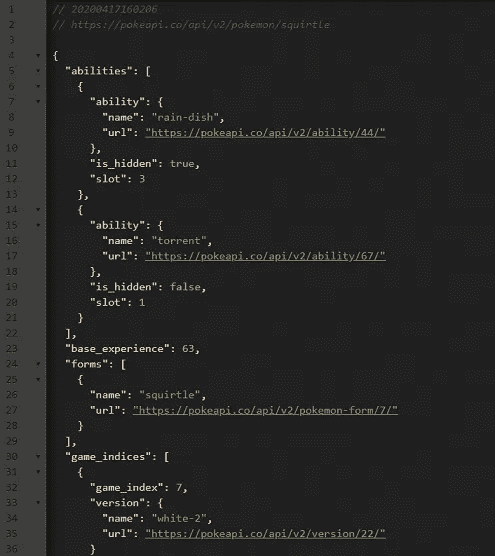 1 // 20200417160206
2 // https://pokeapi.co/api/v2/pokemon/squirtle
3
4 {
5   "abilities": [
6     {
7       "ability": {
8         "name": "rain-dish",
9         "url": "https://pokeapi.co/api/v2/ability/44/"
10       },
11       "is_hidden": true,
12       "slot": 3
13     },
14     {
15       "ability": {
16         "name": "torrent",
17         "url": "https://pokeapi.co/api/v2/ability/67/"
18       },
19       "is_hidden": false,
20       "slot": 1
21     }
22   ],
23   "base_experience": 63,
24   "forms": [
25     {
26       "name": "squirtle",
27       "url": "https://pokeapi.co/api/v2/pokemon-form/7/"
28     }
29   ],
30   "game_indices": [
31     {
32       "game_index": 7,
33       "version": {
34         "name": "white-2",
35         "url": "https://pokeapi.co/api/v2/version/22/"
36       }